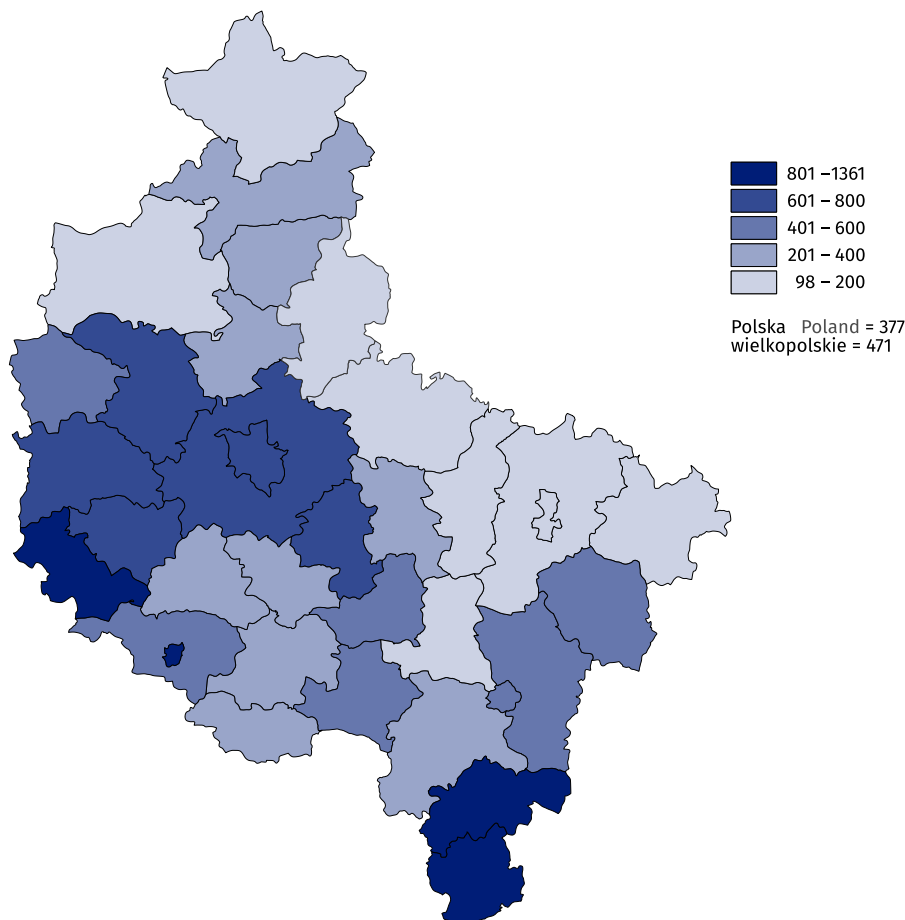 801 –1361
601 – 800
401 – 600
201 – 400
98 – 200
Polska Poland = 377
wielkopolskie = 471